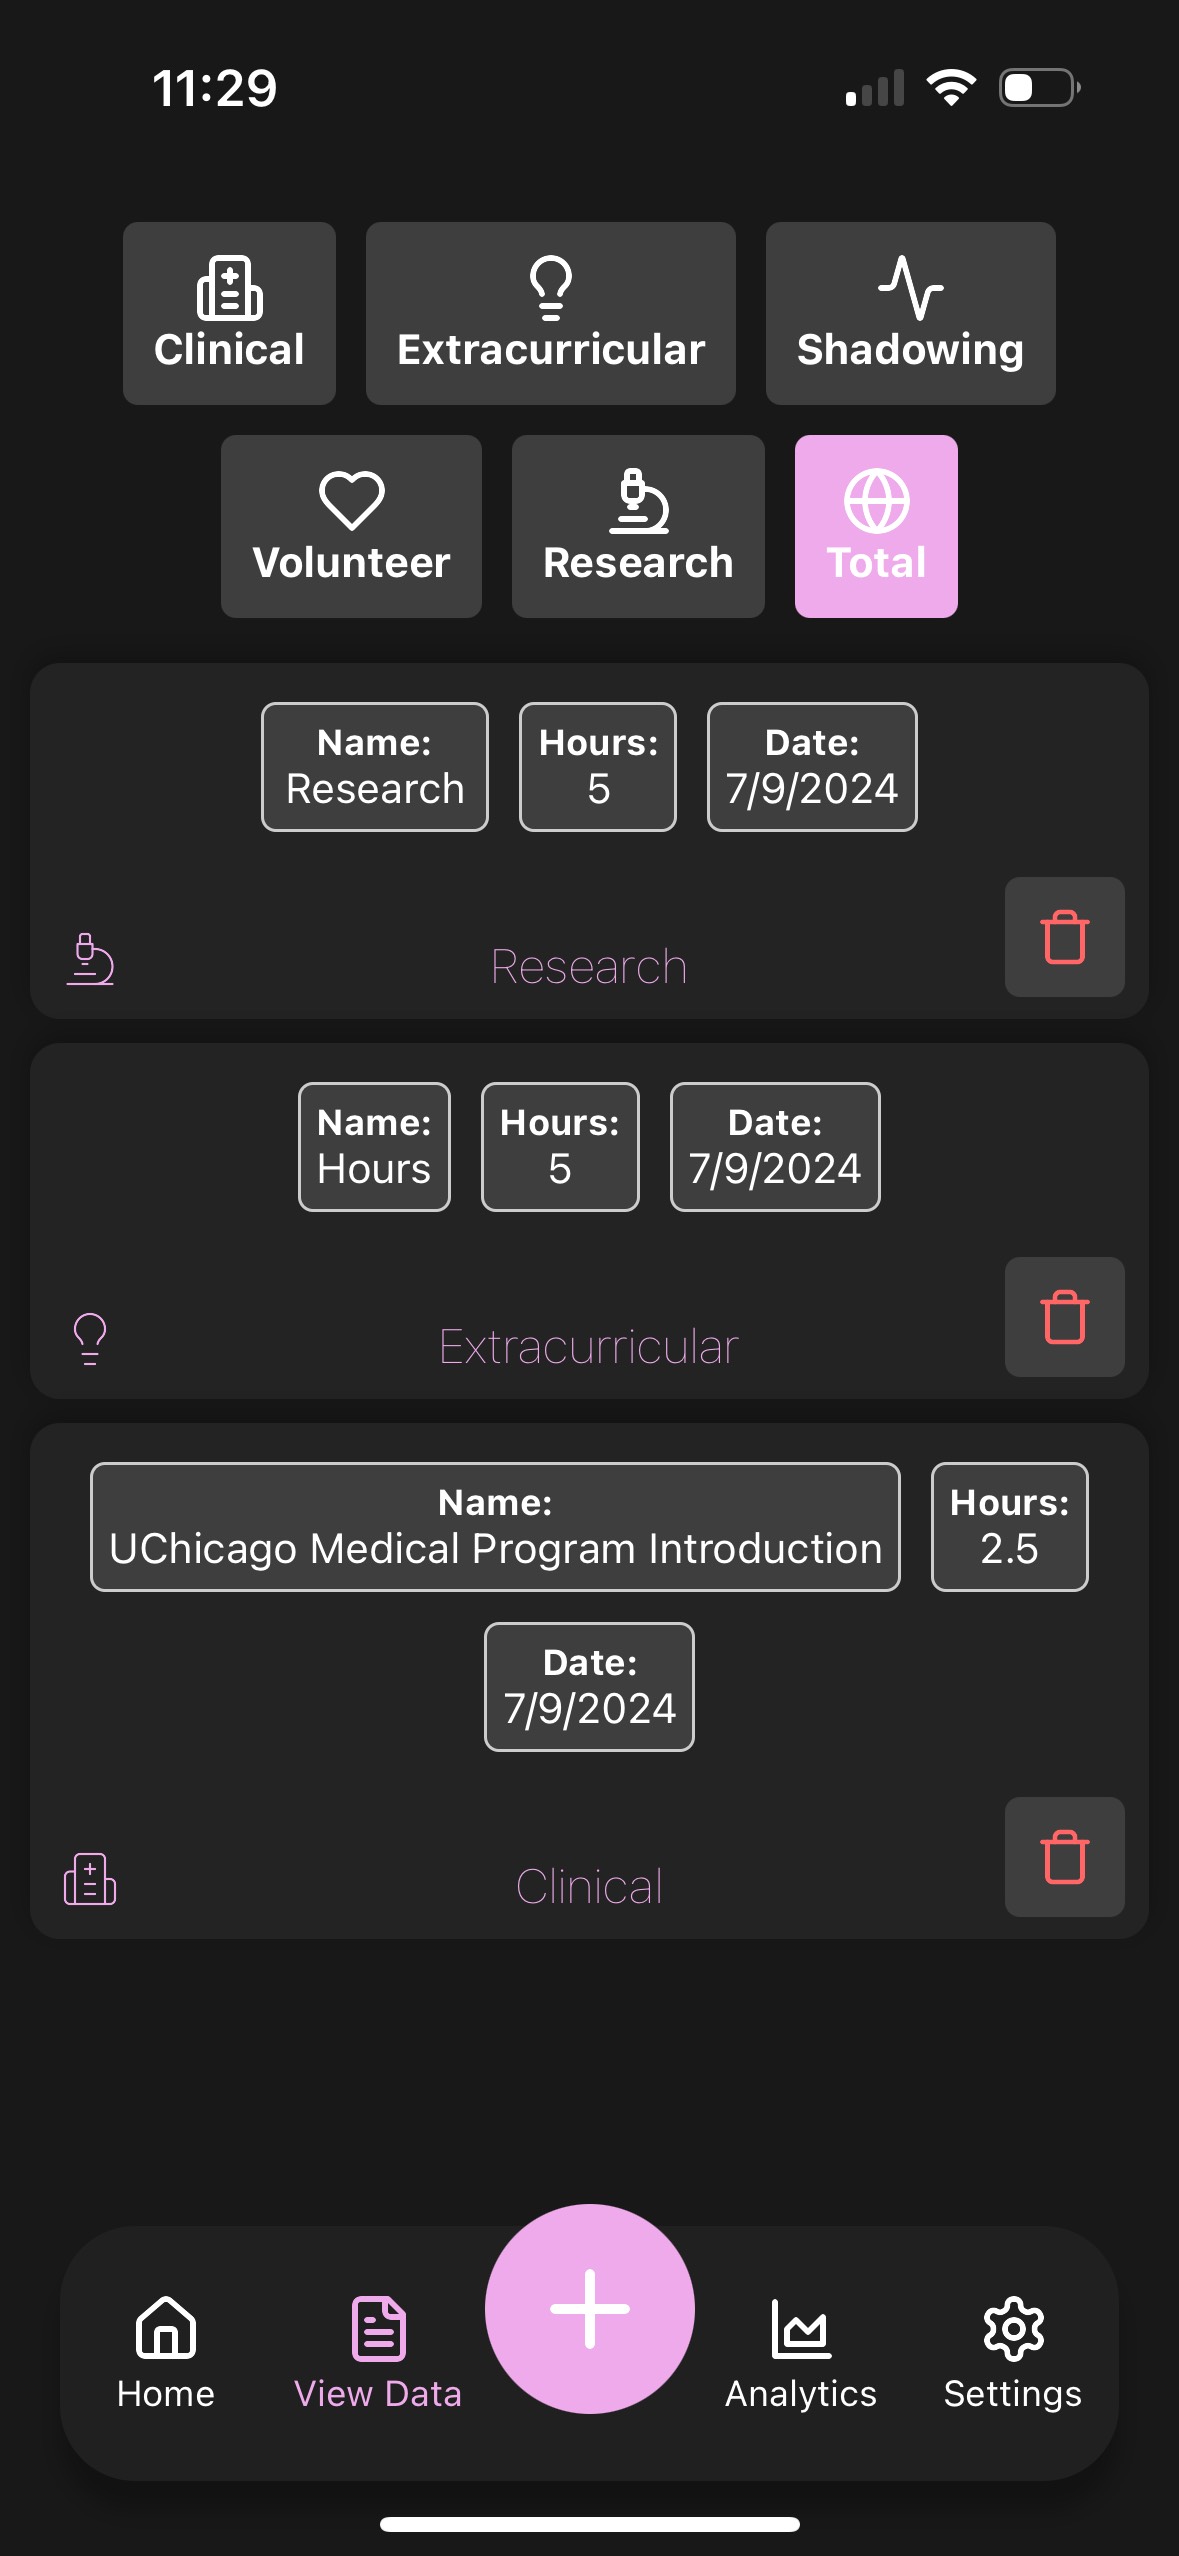 11:29
Clinical
Extracurricular
Shadowing
Volunteer
Research
Total
Name:
Research
Hours:
5
Date:
7/9/2024
Research
Name:
Hours
Hours:
5
Date:
7/9/2024
Extracurricular
Name:
UChicago Medical Program Introduction
Hours:
2.5
Date:
7/9/2024
Clinical
Home
View Data
Analytics
Settings